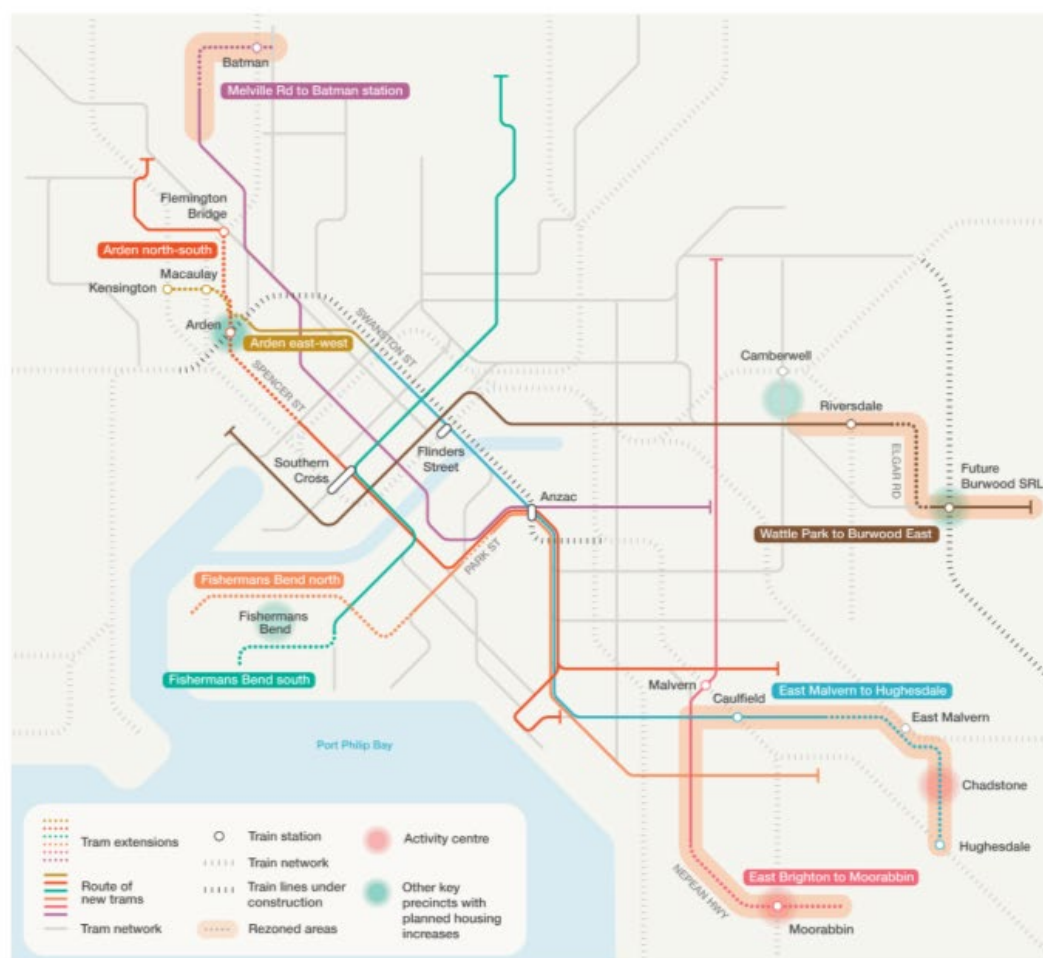 Batman
Melville Rd to Batman station
Flemington
Bridge
Arden north-south
Macaulay
Kensington
Arden
Arden east-west
SWANSTON ST
SPENCER ST
Camberwell
Riversdale
Flinders
Street
Southern
Cross
ELGAR RD
Future
Burwood SRL
Anzac
Wattle Park to Burwood East
PARK ST
Fishermans Bend north
Fishermans
Bend
Fishermans Bend south
Malvern
Caulfield
East Malvern to Hughesdale
East Malvern
Port Philip Bay
Chadstone
Hughesdale
East Brighton to Moorabbin
NEPEAN HWY
Moorabbin
Tram extensions
Route of
new trams
Tram network
Train station
Train network
Train lines under
construction
Rezoned areas
Activity centre
Other key
precincts with
planned housing
increases